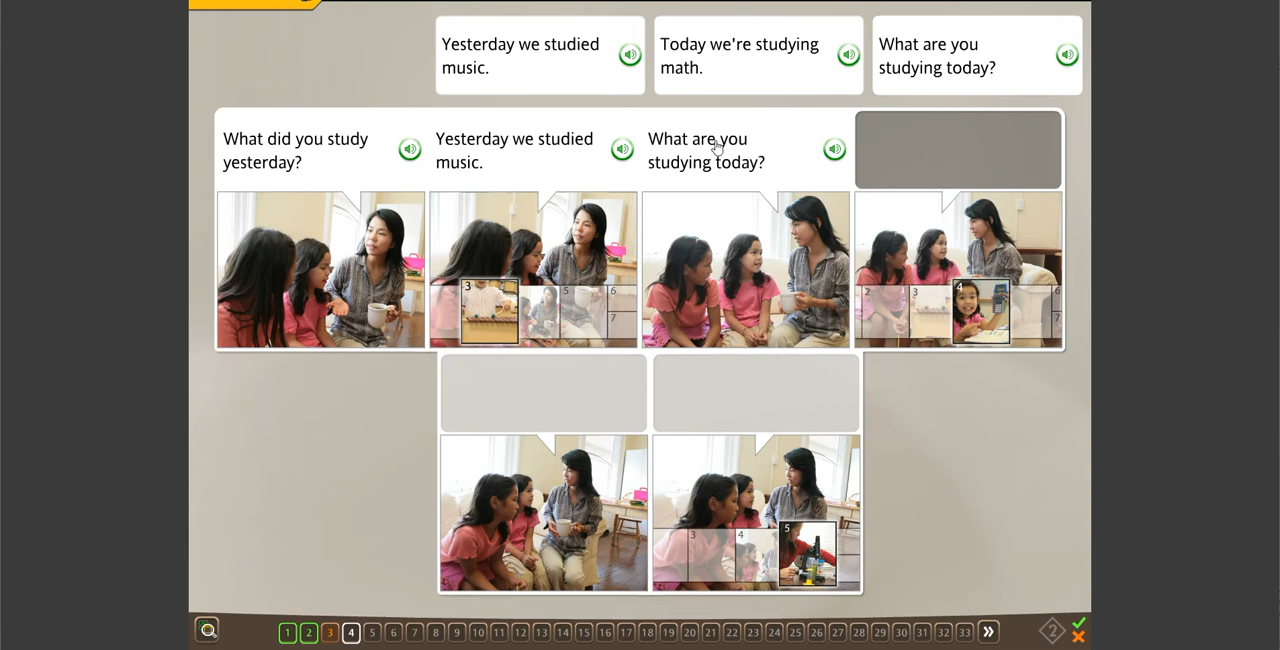 Yesterday we studied
music.
Today we're studying
math.
What are you
studying today?
What did you study
yesterday?
Yesterday we studied
music.
What are you
studying today?
3
5
6
7
2
3
4
6
7
3
4
5
1 2 3 4 5 6 7 8 9 10 11 12 13 14 15 16 17 18 19 20 21 22 23 24 25 26 27 28 29 30 31 32 33
2